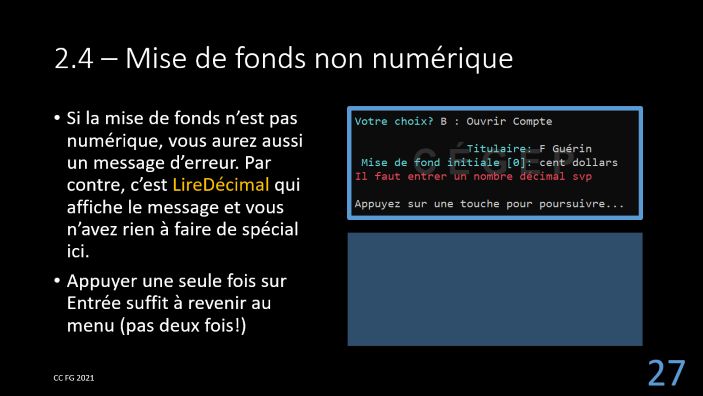 2.4 – Mise de fonds non numérique
• Si la mise de fonds n’est pas
numérique, vous aurez aussi
un message d’erreur. Par
contre, c’est LireDécimal qui
affiche le message et vous
n’avez rien à faire de spécial
ici.
• Appuyer une seule fois sur
Entrée suffit à revenir au
menu (pas deux fois!)
Votre choix? B : Ouvrir Compte
CÉGEP
Titulaire: F Guérin
Mise de fond initiale [0]: cent dollars
Il faut entrer un nombre décimal svp
Appuyez sur une touche pour poursuivre...
CC FG 2021
27